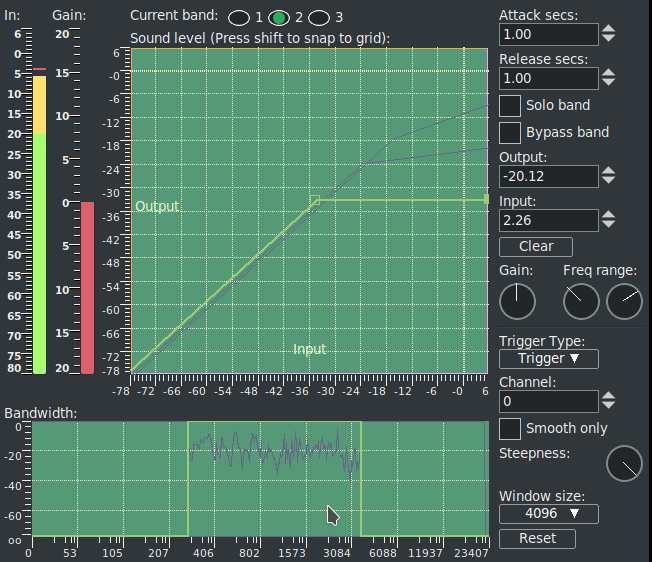 In: Gain: Current band: 1 2 3
Sound level (Press shift to snap to grid):
6
0
5
10
15
20
25
30
35
40
45
50
55
60
65
70
75
80
20
15
10
5
0
5
10
15
20
6
-0
-6
-12
-18
-24
-30
-36
-42
-48
-54
-60
-66
-72
-78
Output
Input
-78 -72 -66 -60 -54 -48 -42 -36 -30 -24 -18 -12 -6 -0 6
Bandwidth:
0
-20
-40
-60
oo
0 53 105 207 406 802 1573 3084 6088 11937 23407
Attack secs:
1.00
Release secs:
1.00
Solo band
Bypass band
Output:
-20.12
Input:
2.26
Clear
Gain: Freq range:
Trigger Type:
Trigger
Channel:
0
Smooth only
Steepness:
Window size:
4096
Reset